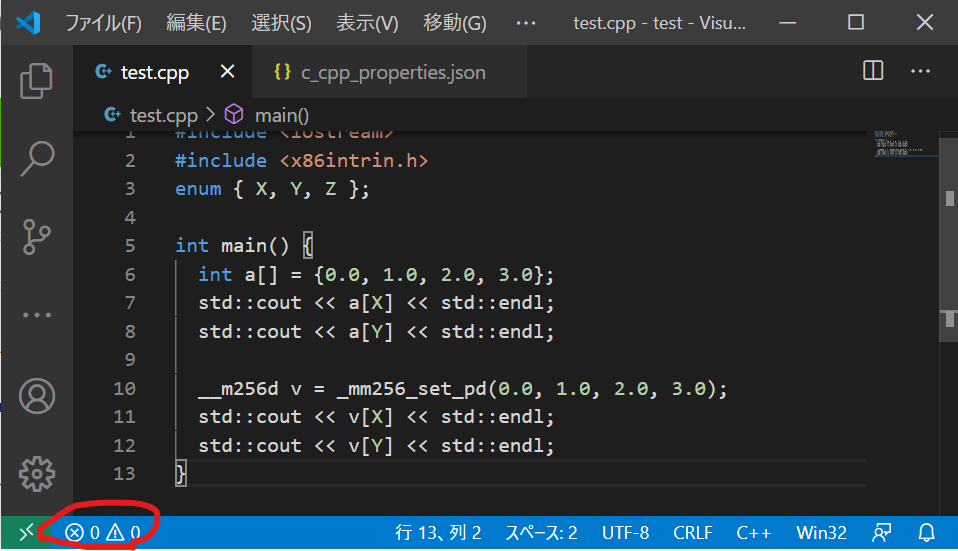 ファイル(F) 編集(E) 選択(S) 表示(V) 移動(G) ··· test.cpp - test - Visu...
test.cpp c_cpp_properties.json
test.cpp > main()
1 #include <iostream>
2 #include <x86intrin.h>
3 enum { X, Y, Z };
4
5 int main() {
6 int a[] = {0.0, 1.0, 2.0, 3.0};
7 std::cout << a[X] << std::endl;
8 std::cout << a[Y] << std::endl;
9
10 __m256d v = _mm256_set_pd(0.0, 1.0, 2.0, 3.0);
11 std::cout << v[X] << std::endl;
12 std::cout << v[Y] << std::endl;
13 }
0 0 行 13、列 2 スペース: 2 UTF-8 CRLF C++ Win32